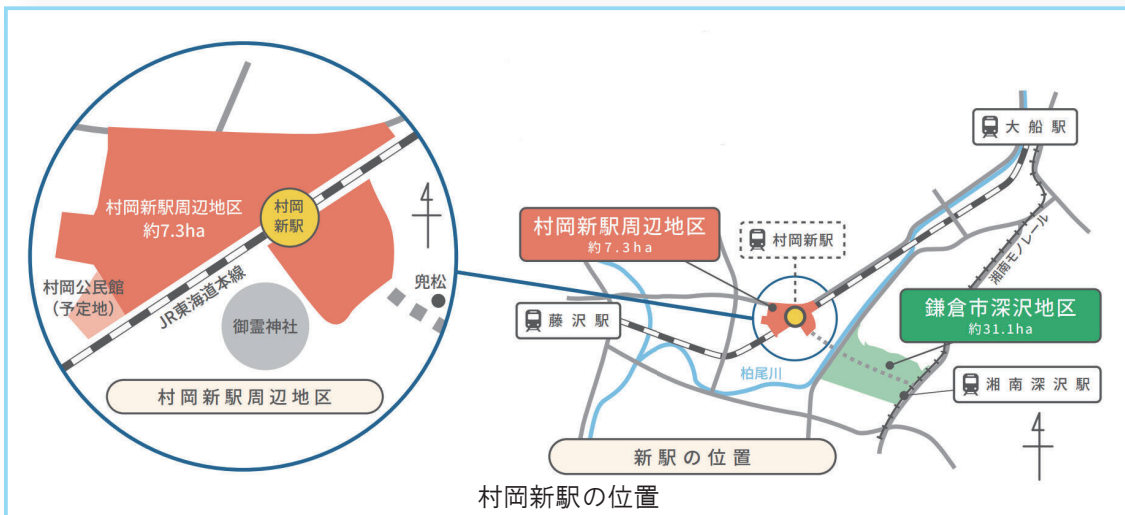 村岡新駅周辺地区
約7.3ha
村岡
新駅
村岡公民館
（予定地）
JR東海道本線
御霊神社
兜松
村岡新駅周辺地区
大船駅
村岡新駅周辺地区
約7.3ha
村岡新駅
湘南モノレール
藤沢駅
鎌倉市深沢地区
約31.1ha
柏尾川
湘南深沢駅
新駅の位置
村岡新駅の位置